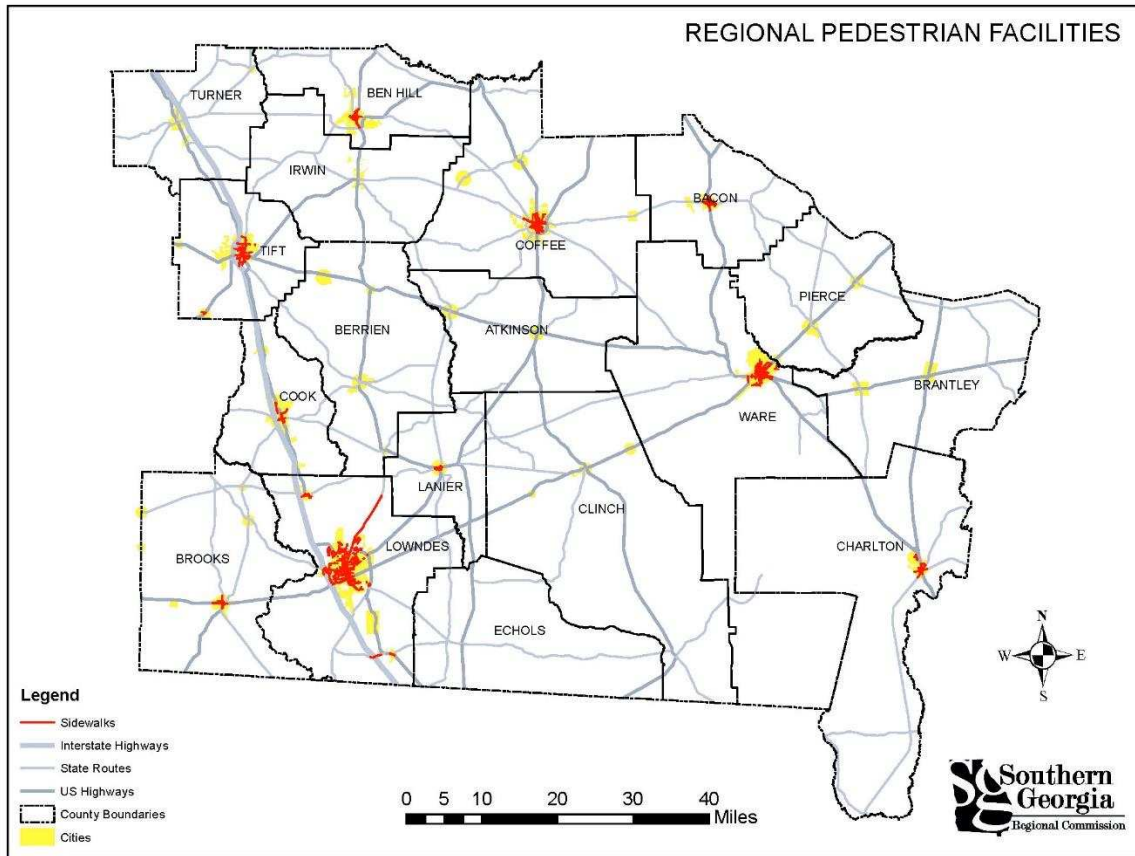 REGIONAL PEDESTRIAN FACILITIES
TURNER
BEN HILL
IRWIN
BACON
TIFT
COFFEE
PIERCE
BERRIEN
ATKINSON
BRANTLEY
COOK
WARE
LANIER
CLINCH
BROOKS
LOWNDES
CHARLTON
ECHOLS
N
W
E
S
Legend
Sidewalks
Interstate Highways
State Routes
US Highways
County Boundaries
Cities
0 5 10 20 30 40
Miles
SG
Southern
Georgia
Regional Commission